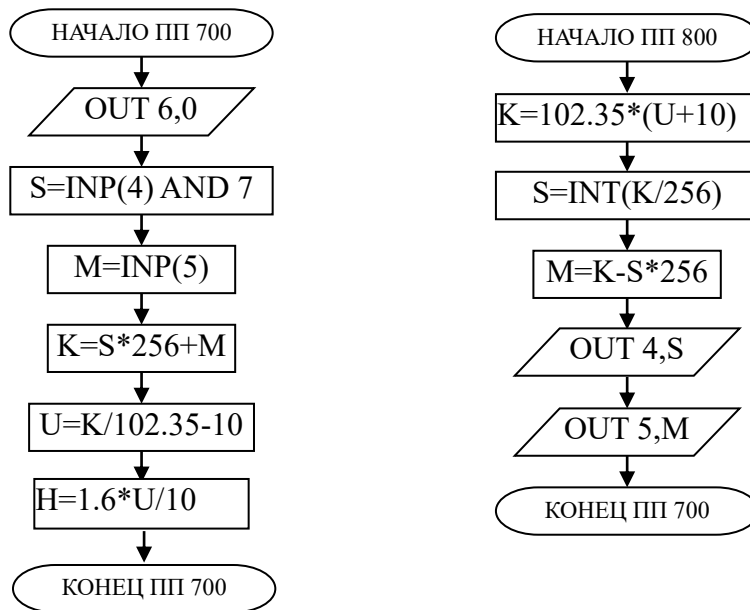 НАЧАЛО ПП 700
OUT 6,0
S=INP(4) AND 7
M=INP(5)
K=S*256+M
U=K/102.35-10
H=1.6*U/10
КОНЕЦ ПП 700
НАЧАЛО ПП 800
K=102.35*(U+10)
S=INT(K/256)
M=K-S*256
OUT 4,S
OUT 5,M
КОНЕЦ ПП 700